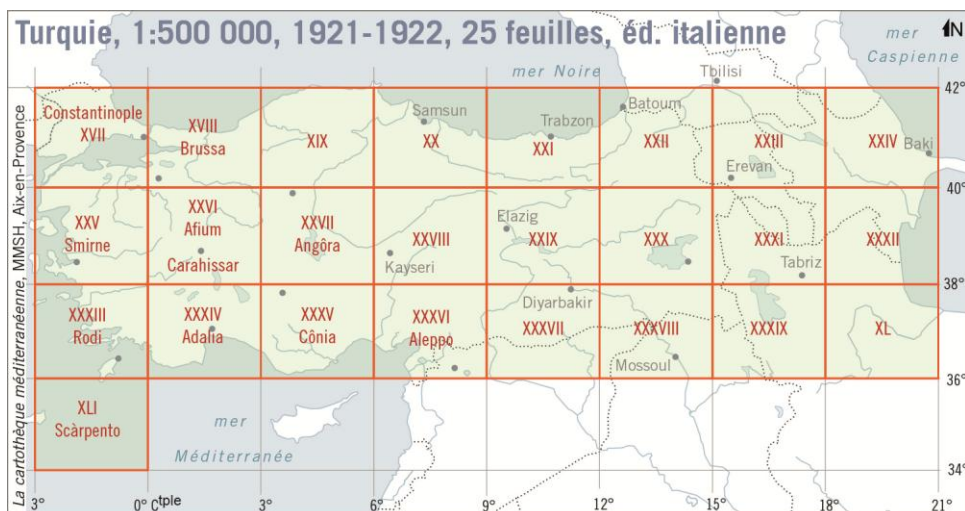 Turquie, 1:500 000, 1921-1922, 25 feuilles, éd. italienne
N
mer
Caspienne
mer Noire
Tbilisi
42°
Constantinople
XVII
XVIII
Brussa
XIX
Samsun
XX
Trabzon
XXI
Batoum
XXII
XXIII
Erevan
XXIV
Baki
40°
XXV
Smirne
XXVI
Afium
Carahissar
XXVII
Angôra
XXVIII
Kayseri
Elazig
XXIX
XXX
XXXI
Tabriz
XXXII
38°
XXXIII
Rodi
XXXIV
Adalia
XXXV
Cônia
XXXVI
Aleppo
Diyarbakir
XXXVII
XXXVIII
Mossoul
XXXIX
XL
36°
XLI
Scàrpento
mer
Méditerranée
34°
3°
0° Ctple
3°
6°
9°
12°
15°
18°
21°
La cartothèque méditerranéenne, MMSH, Aix-en-Provence